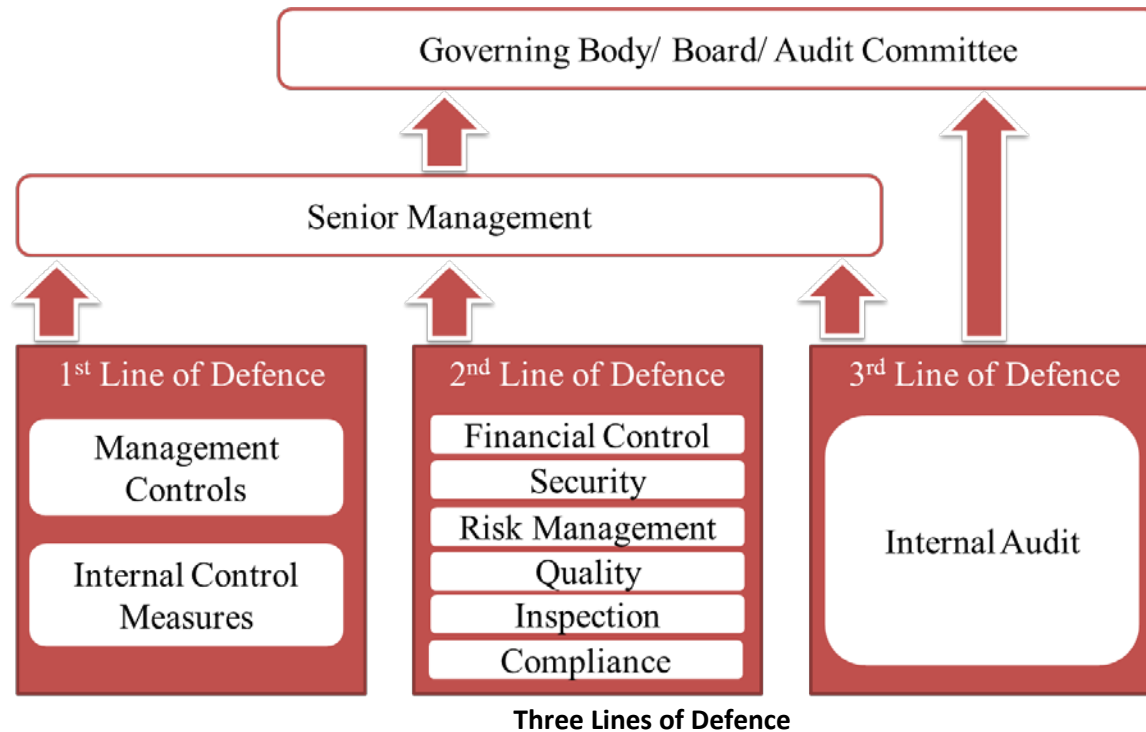 Governing Body/ Board/ Audit Committee
Senior Management
1st Line of Defence
Management
Controls
Internal Control
Measures
2nd Line of Defence
Financial Control
Security
Risk Management
Quality
Inspection
Compliance
3rd Line of Defence
Internal Audit
Three Lines of Defence